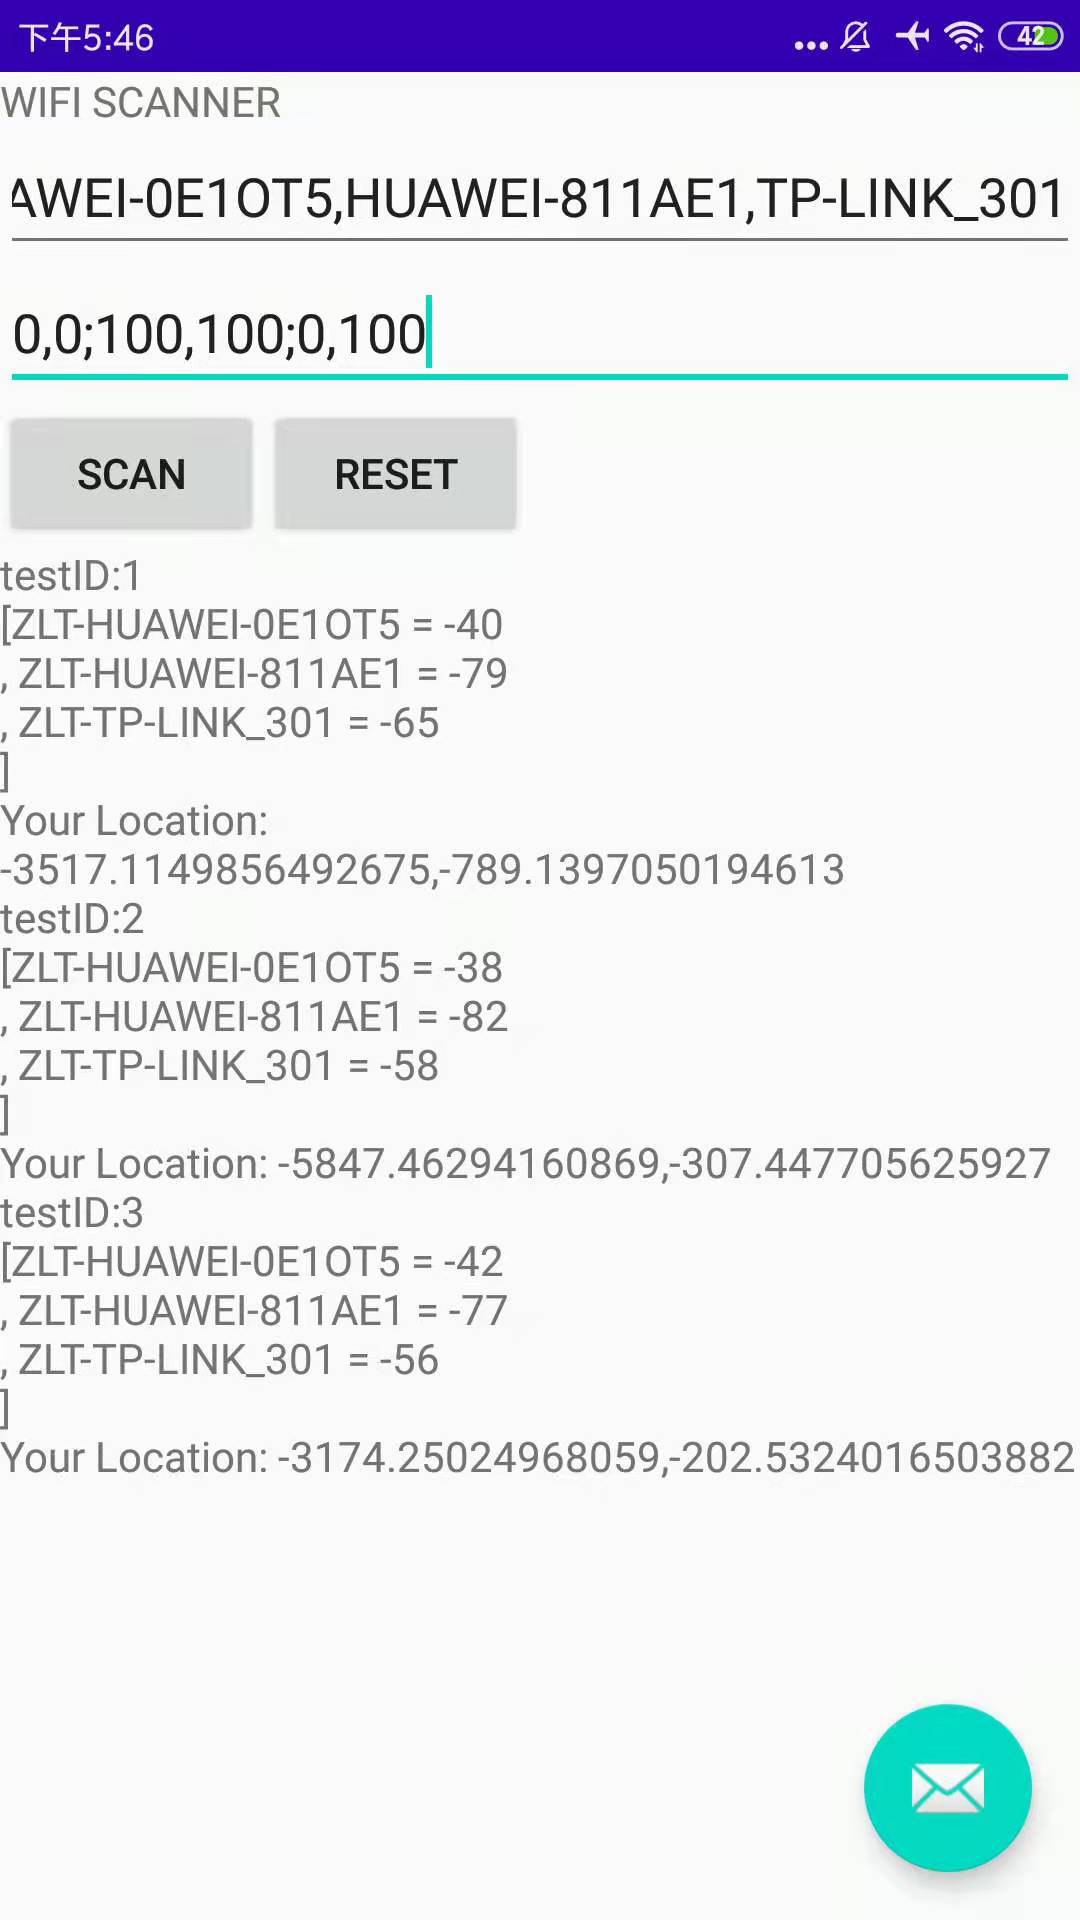 下午5:46
42
WIFI SCANNER
AWEI-0E1OT5,HUAWEI-811AE1,TP-LINK_301
0,0;100,100;0,100
SCAN
RESET
testID:1
[ZLT-HUAWEI-0E1OT5 = -40
, ZLT-HUAWEI-811AE1 = -79
, ZLT-TP-LINK_301 = -65
]
Your Location:
-3517.1149856492675,-789.1397050194613
testID:2
[ZLT-HUAWEI-0E1OT5 = -38
, ZLT-HUAWEI-811AE1 = -82
, ZLT-TP-LINK_301 = -58
]
Your Location: -5847.46294160869,-307.447705625927
testID:3
[ZLT-HUAWEI-0E1OT5 = -42
, ZLT-HUAWEI-811AE1 = -77
, ZLT-TP-LINK_301 = -56
]
Your Location: -3174.25024968059,-202.5324016503882